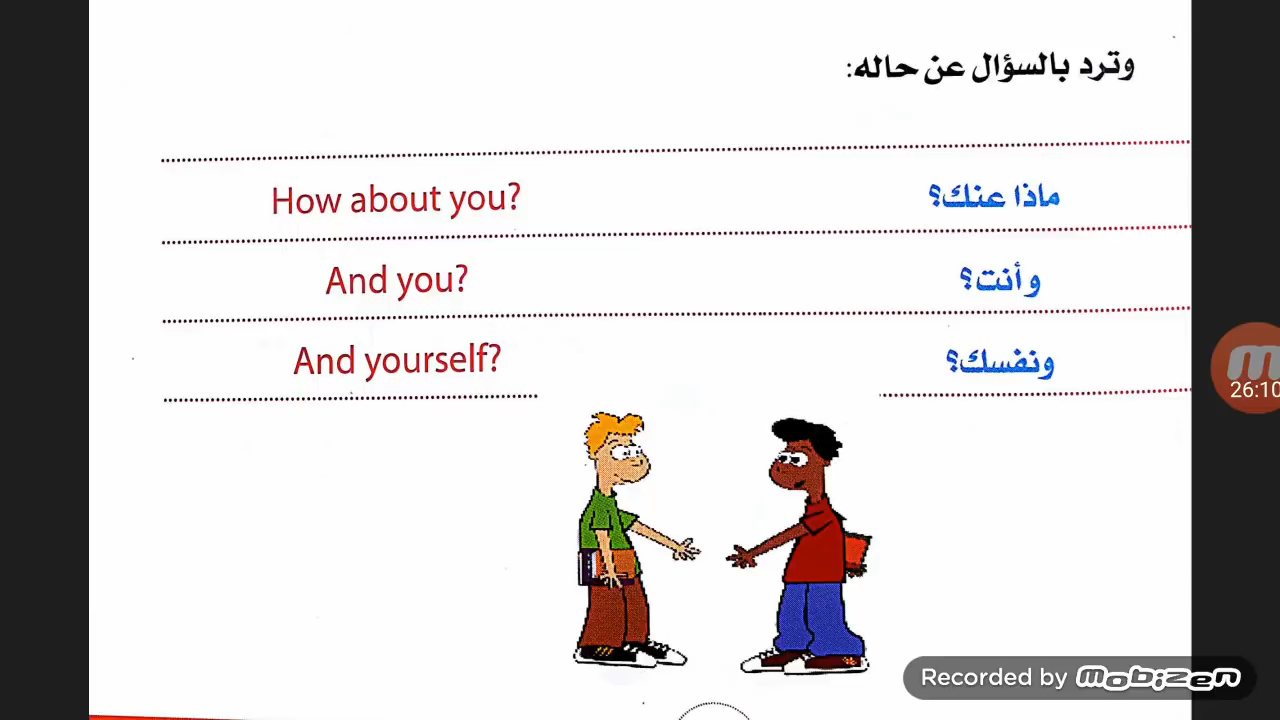 وترد بالسؤال عن حاله:
How about you? ماذا عنك؟
And you? وأنت؟
And yourself? ونفسك؟
26:10
Recorded by Mobizen